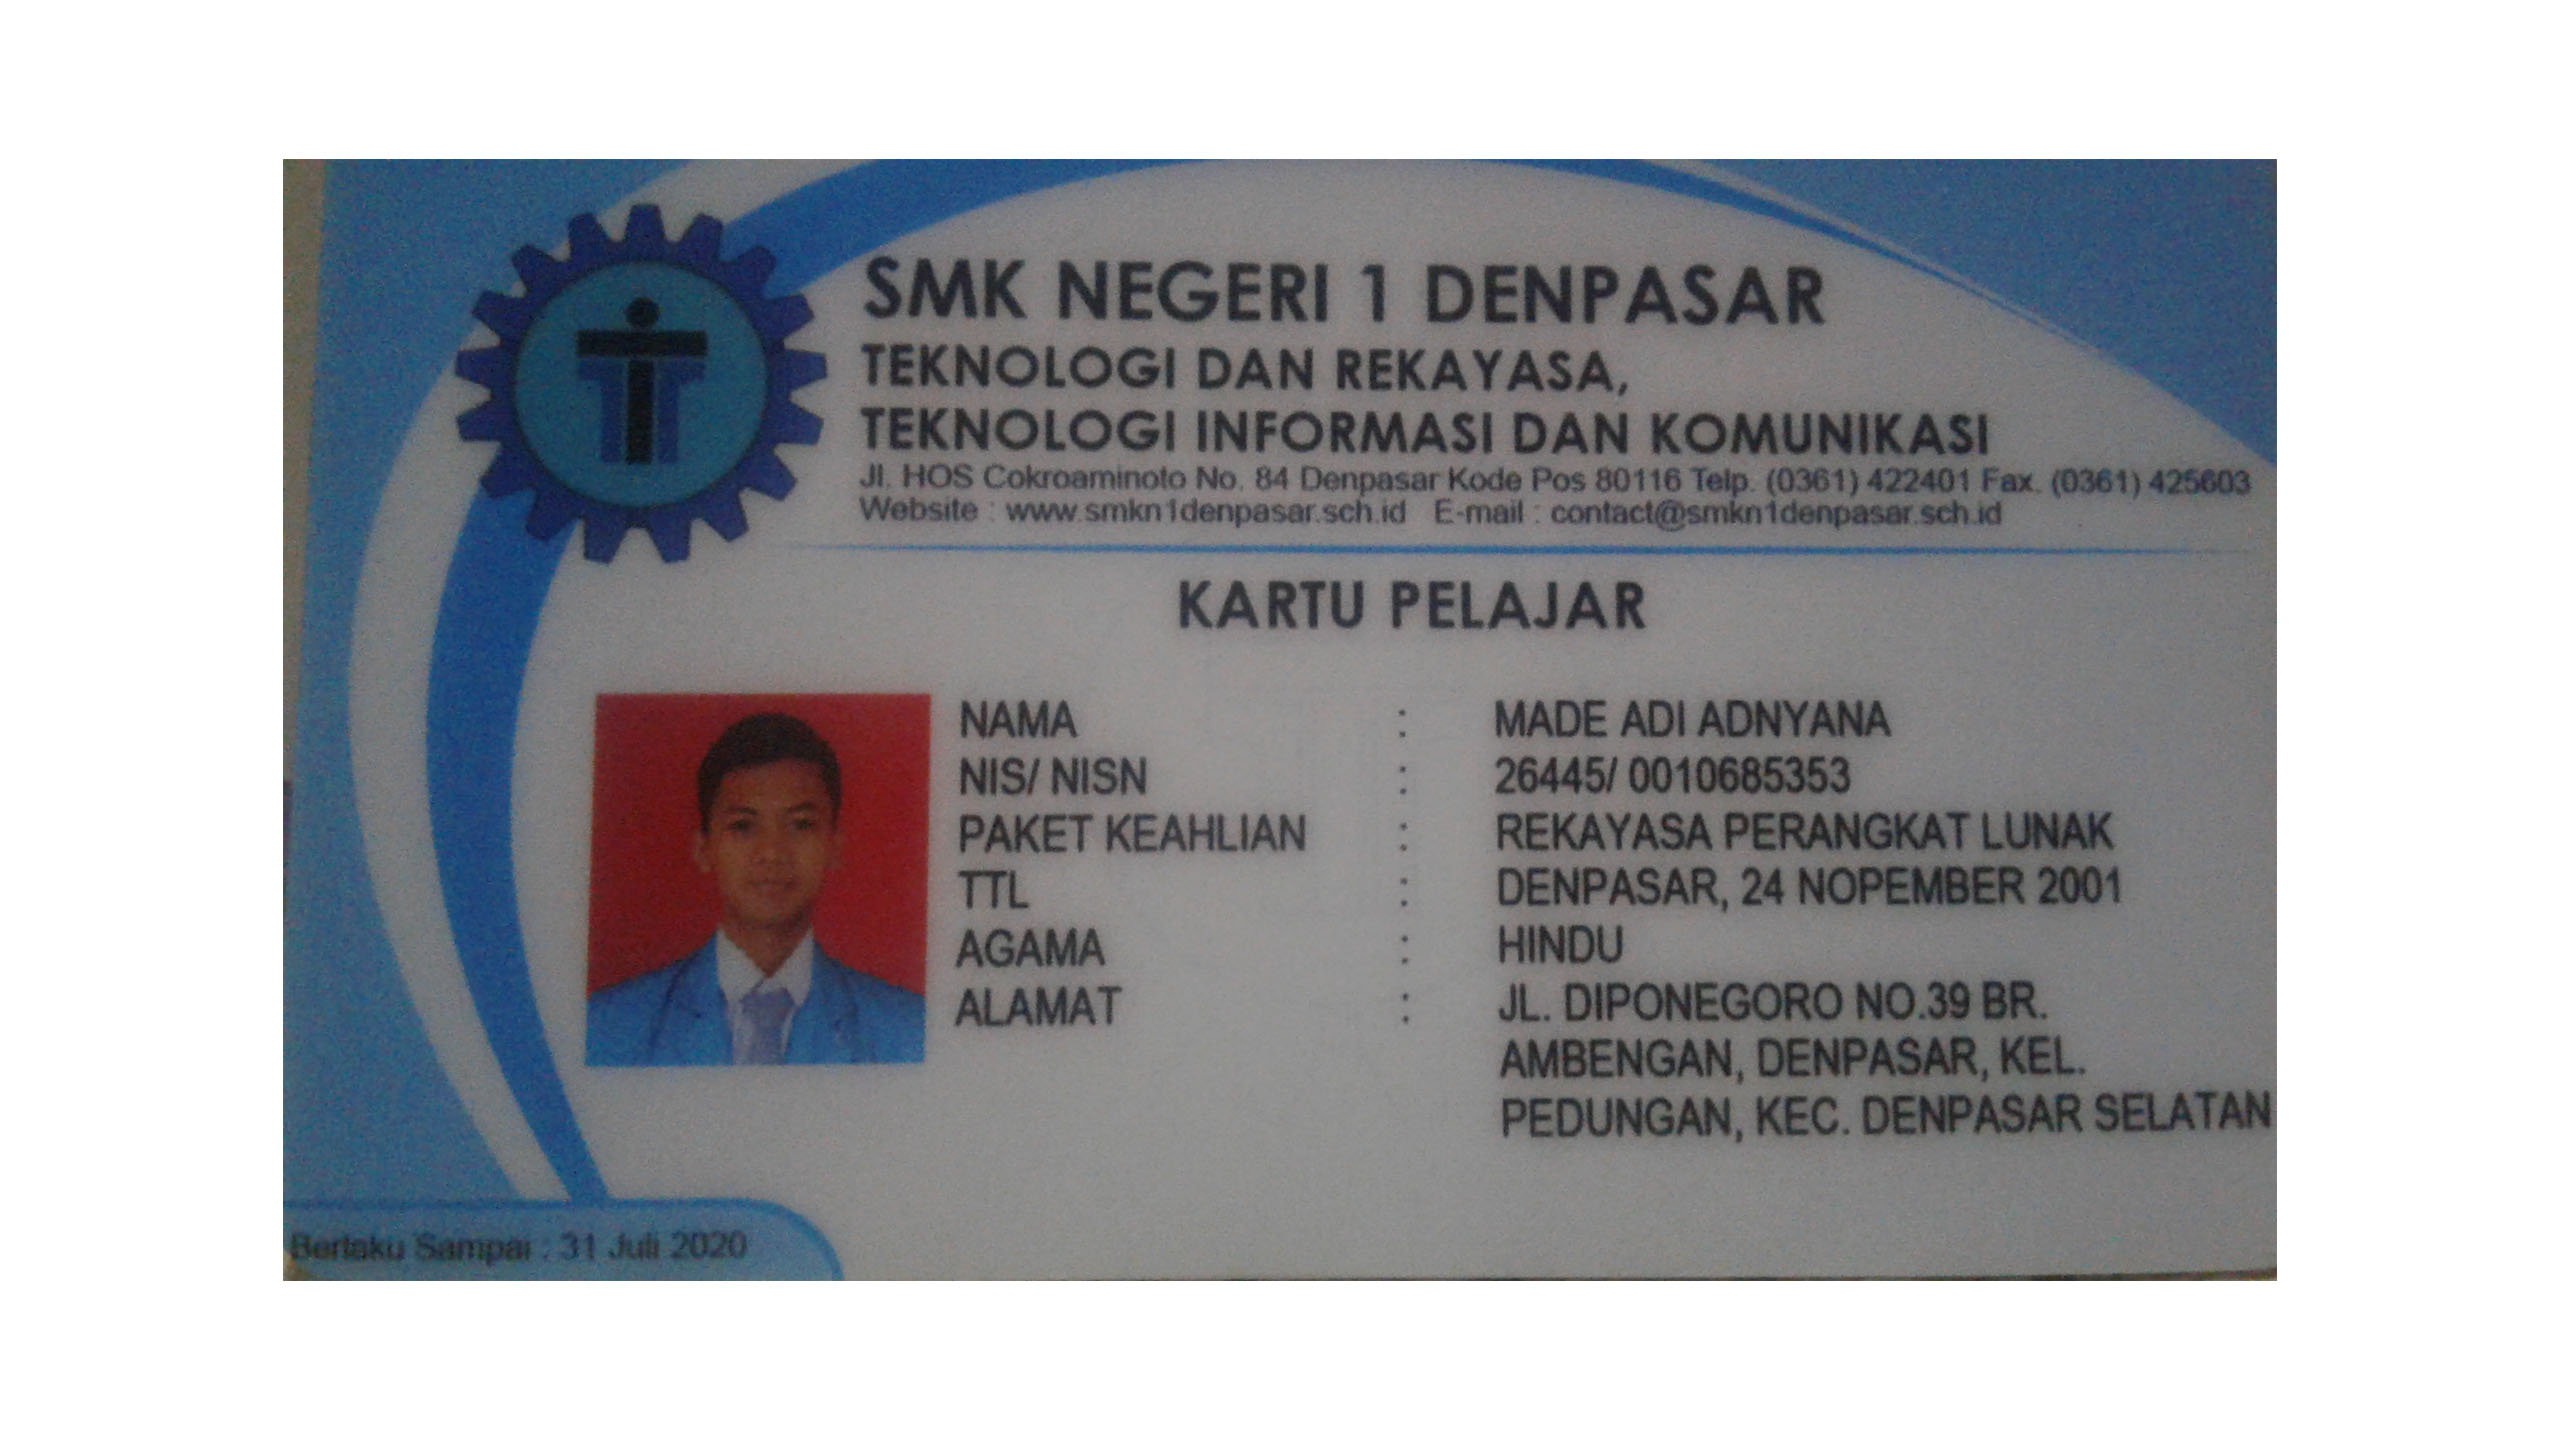 SMK NEGERI 1 DENPASAR
TEKNOLOGI DAN REKAYASA,
TEKNOLOGI INFORMASI DAN KOMUNIKASI
Jl. HOS Cokroaminoto No. 84 Denpasar Kode Pos 80116 Telp. (0361) 422401 Fax. (0361) 425603
Website : www.smkn1denpasar.sch.id E-mail : contact@smkn1denpasar.sch.id
KARTU PELAJAR
NAMA : MADE ADI ADNYANA
NIS/ NISN : 26445/ 0010685353
PAKET KEAHLIAN : REKAYASA PERANGKAT LUNAK
TTL : DENPASAR, 24 NOPEMBER 2001
AGAMA : HINDU
ALAMAT : JL. DIPONEGORO NO.39 BR.
AMBENGAN, DENPASAR, KEL.
PEDUNGAN, KEC. DENPASAR SELATAN
Berlaku Sampai : 31 Juli 2020